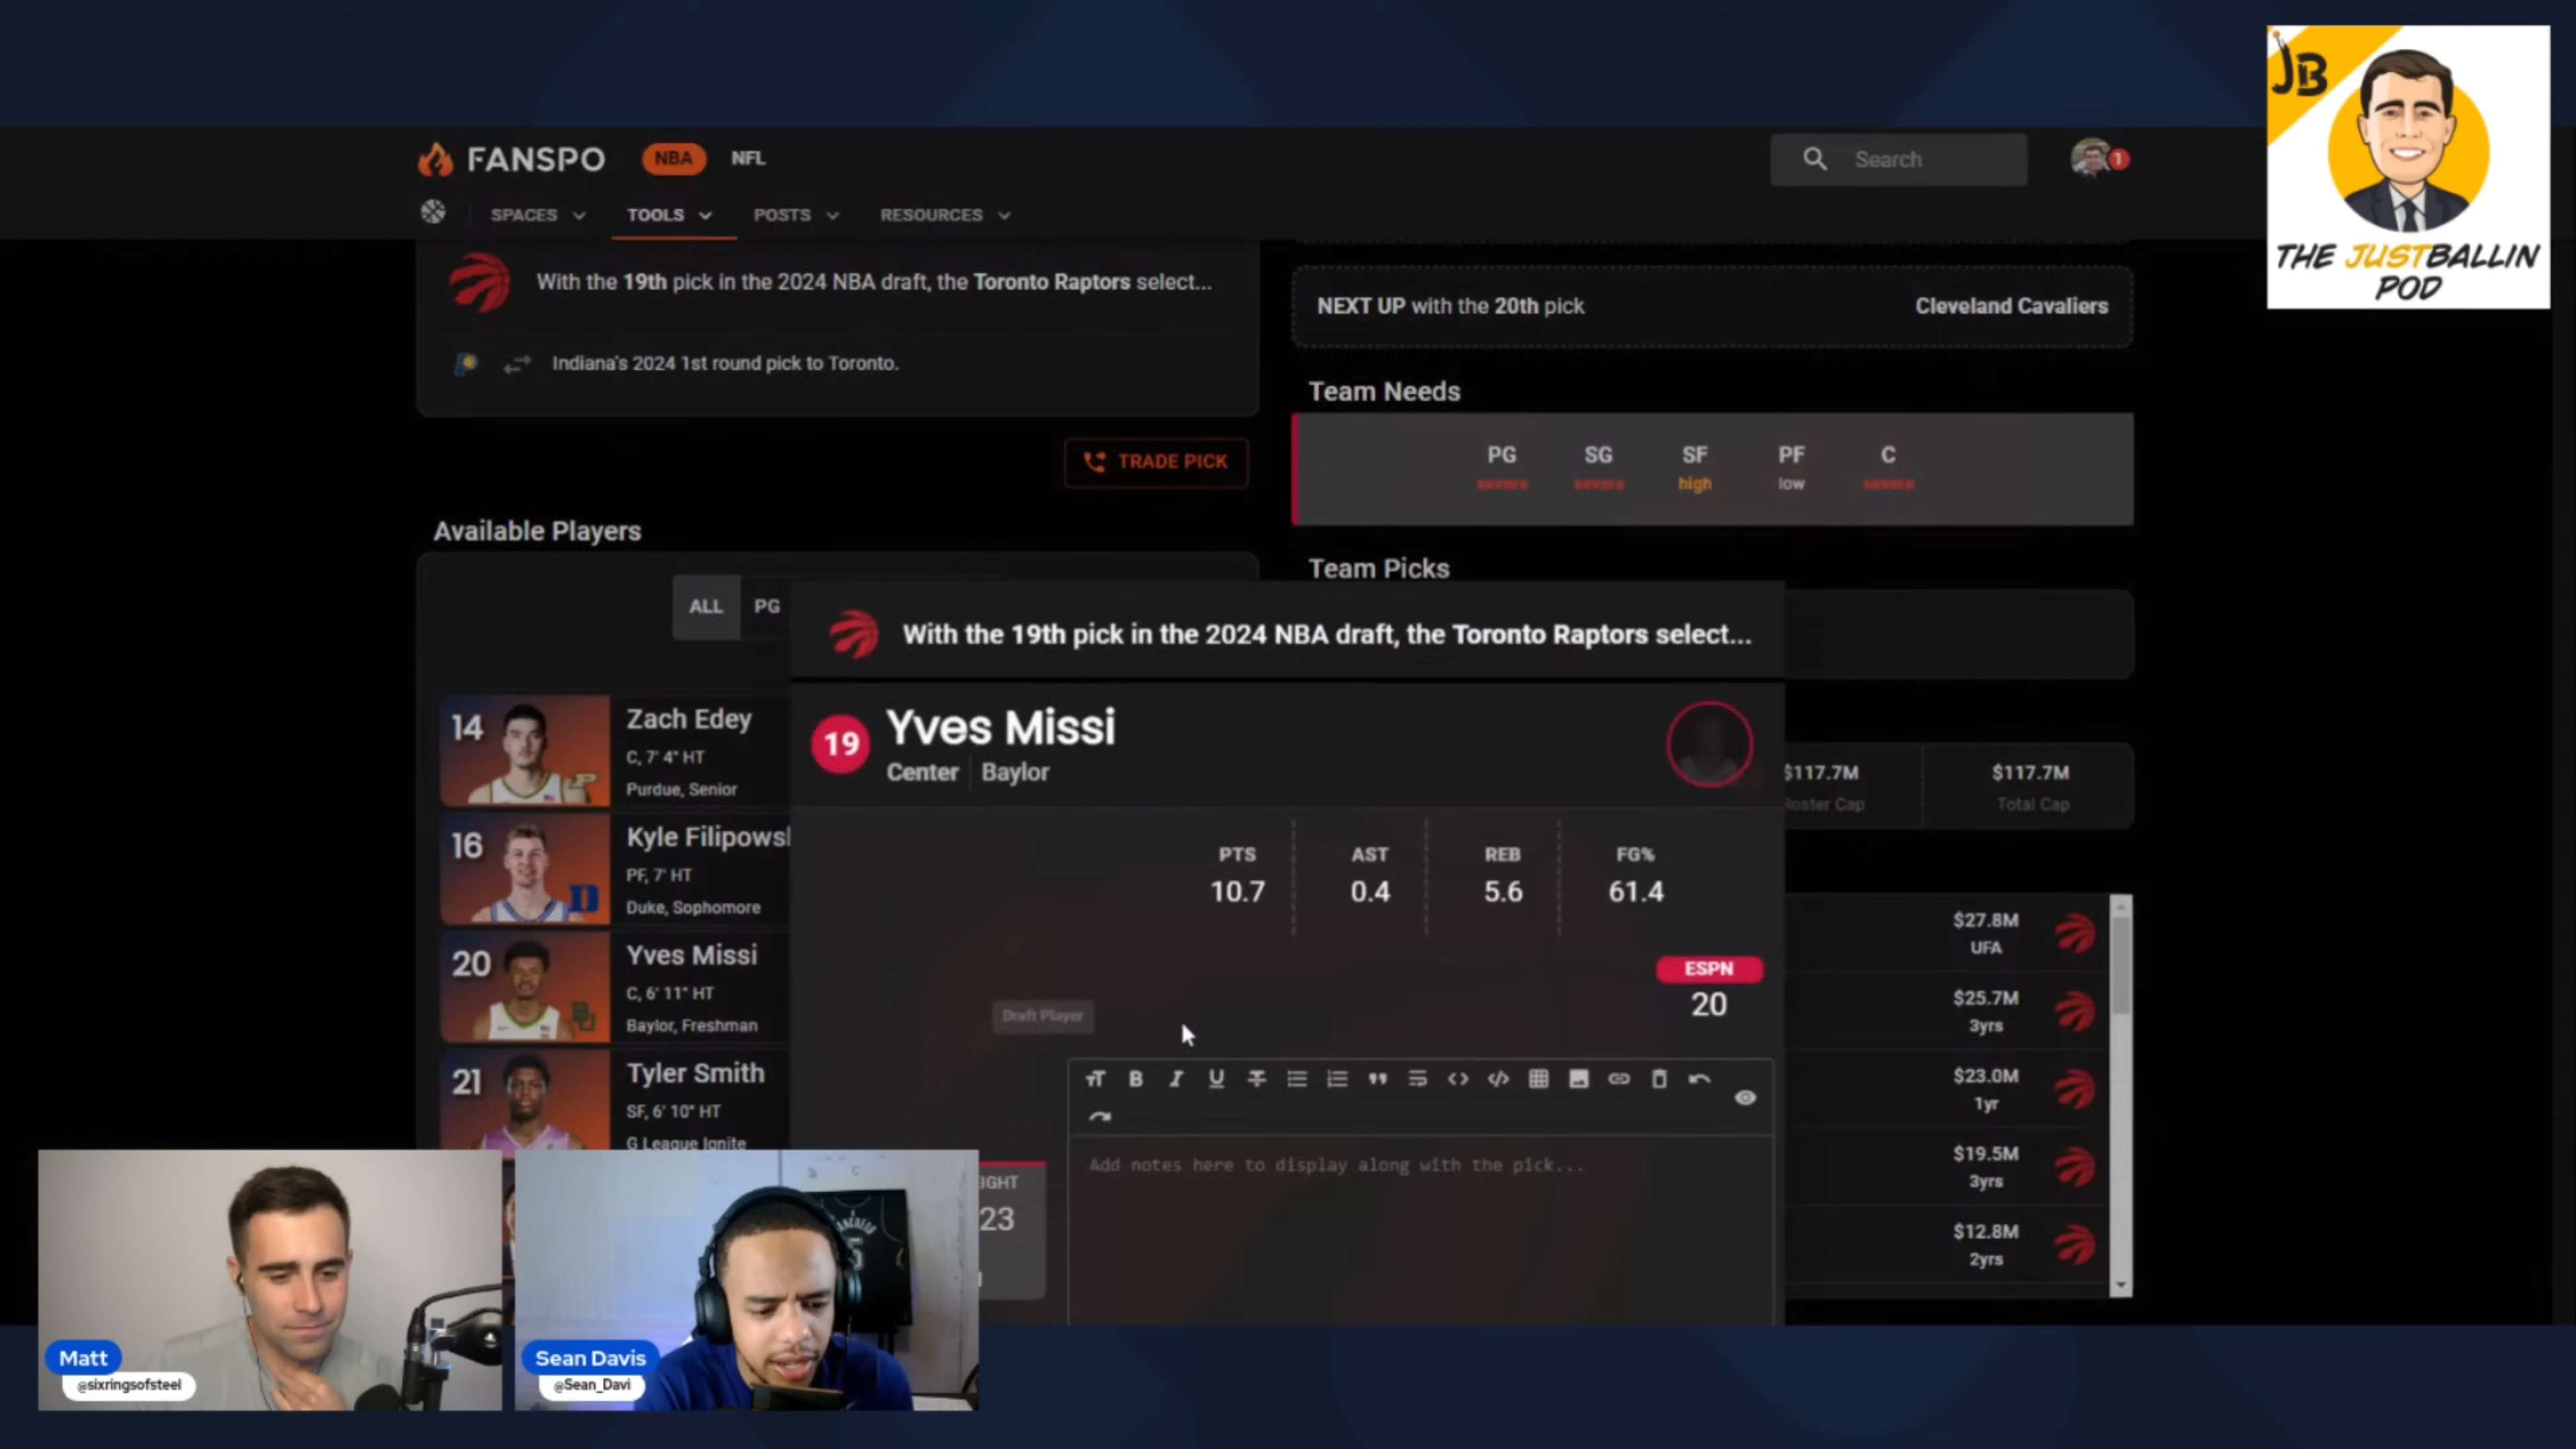 JB
THE JUSTBALLIN
POD
FANSPO
NBA
NFL
Search
1
SPACES
TOOLS
POSTS
RESOURCES
With the 19th pick in the 2024 NBA draft, the Toronto Raptors select...
Indiana's 2024 1st round pick to Toronto.
TRADE PICK
NEXT UP with the 20th pick
Cleveland Cavaliers
Team Needs
PG SG SF PF C
severe severe high low severe
Team Picks
Available Players
ALL PG
With the 19th pick in the 2024 NBA draft, the Toronto Raptors select...
19
Yves Missi
Center Baylor
PTS AST REB FG%
10.7 0.4 5.6 61.4
ESPN
20
Draft Player
Add notes here to display along with the pick...
IGHT
23
14
Zach Edey
C, 7' 4" HT
Purdue, Senior
16
Kyle Filipows
PF, 7' HT
Duke, Sophomore
20
Yves Missi
C, 6' 11" HT
Baylor, Freshman
21
Tyler Smith
SF, 6' 10" HT
G League Ignite
$117.7M
Roster Cap
$117.7M
Total Cap
$27.8M
UFA
$25.7M
3yrs
$23.0M
1yr
$19.5M
3yrs
$12.8M
2yrs
Matt
@sixringsofsteel
Sean Davis
@Sean_Davi